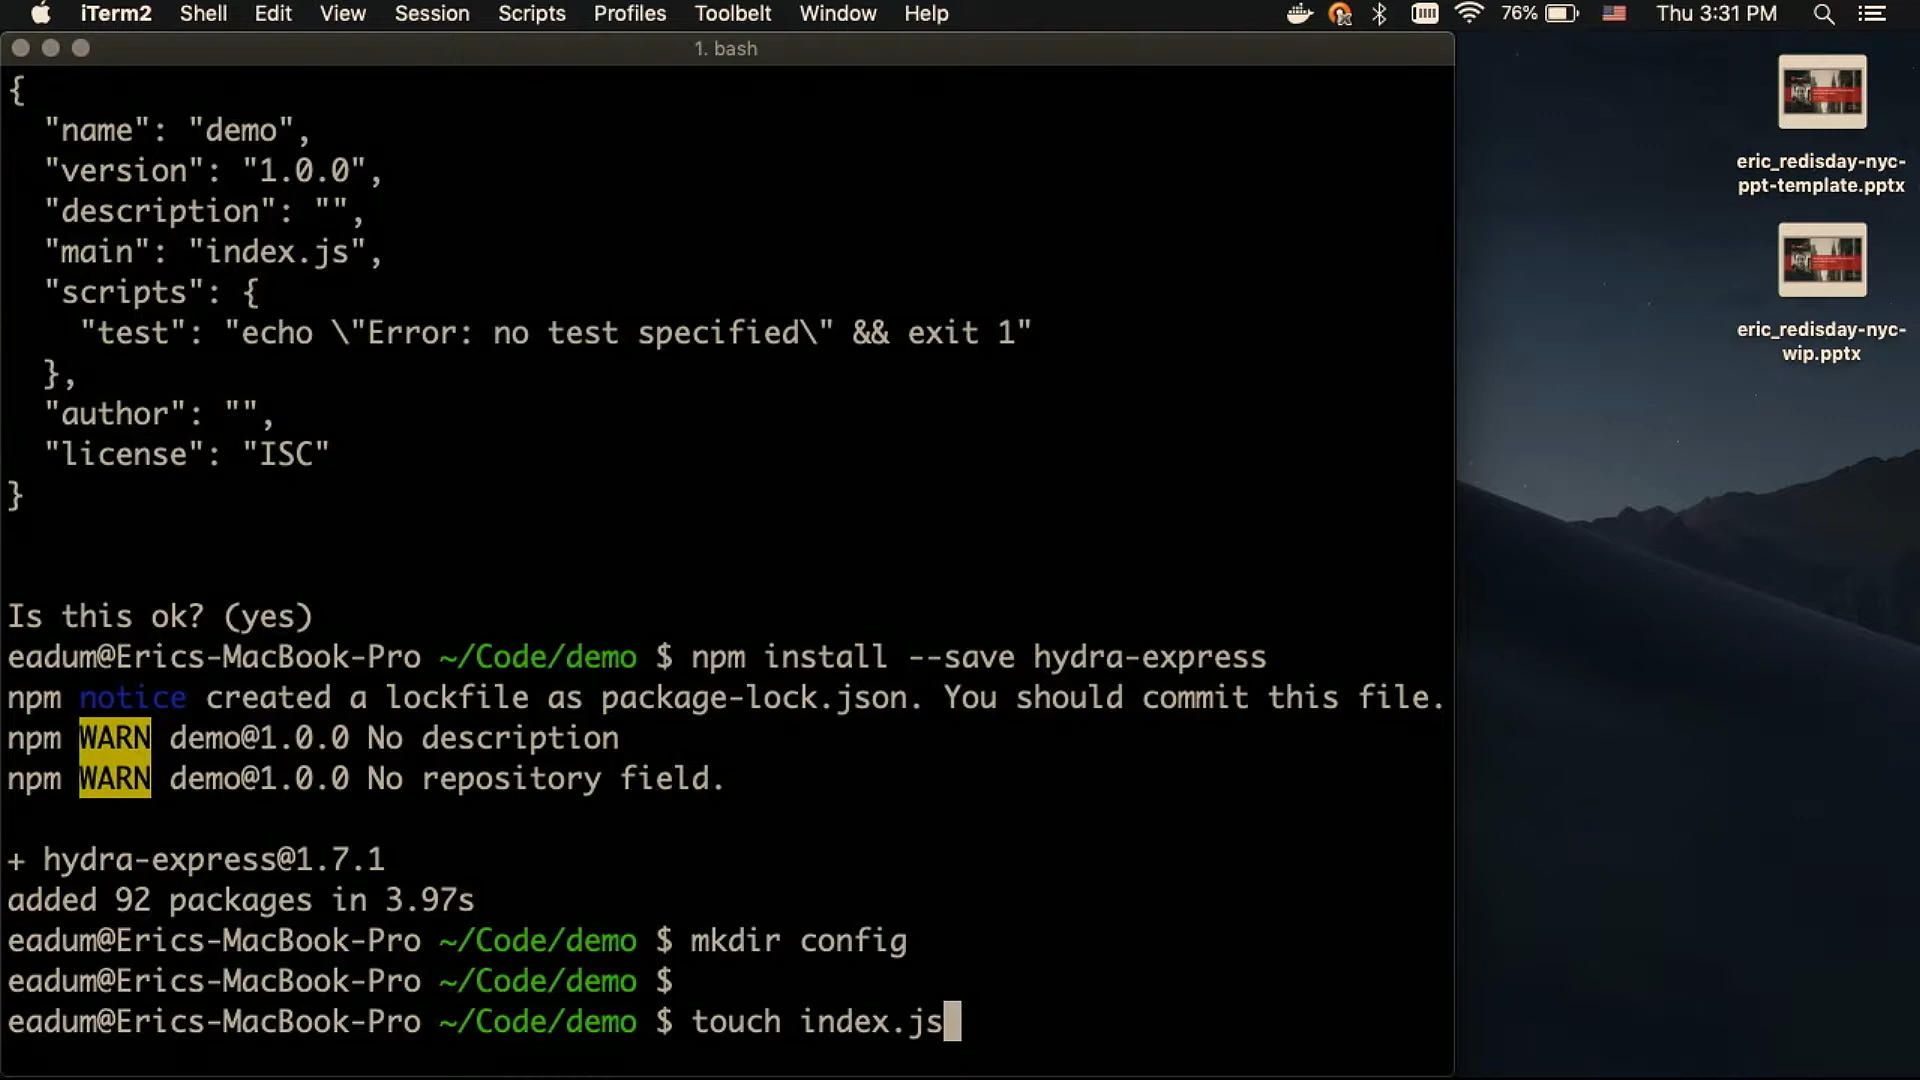 iTerm2 Shell Edit View Session Scripts Profiles Toolbelt Window Help 76% Thu 3:31 PM
1. bash
{
"name": "demo",
"version": "1.0.0",
"description": "",
"main": "index.js",
"scripts": {
"test": "echo \"Error: no test specified\" && exit 1"
},
"author": "",
"license": "ISC"
}
Is this ok? (yes)
eadum@Erics-MacBook-Pro ~/Code/demo $ npm install --save hydra-express
npm notice created a lockfile as package-lock.json. You should commit this file.
npm WARN demo@1.0.0 No description
npm WARN demo@1.0.0 No repository field.
+ hydra-express@1.7.1
added 92 packages in 3.97s
eadum@Erics-MacBook-Pro ~/Code/demo $ mkdir config
eadum@Erics-MacBook-Pro ~/Code/demo $
eadum@Erics-MacBook-Pro ~/Code/demo $ touch index.js
eric_redisday-nyc-
ppt-template.pptx
eric_redisday-nyc-
wip.pptx